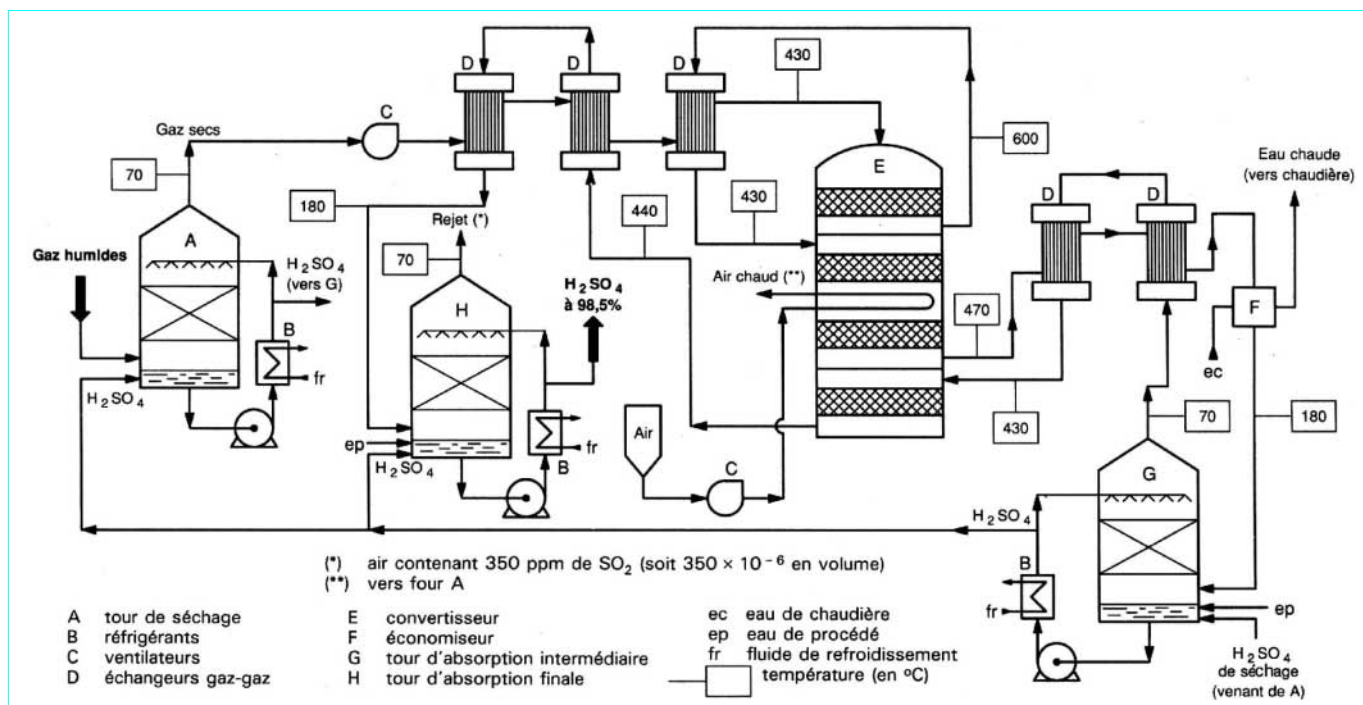 D
D
D
430
C
Gaz secs
70
600
E
Eau chaude
(vers chaudière)
180
Rejet (*)
440
430
D
D
A
70
Gaz humides
H₂SO₄
(vers G)
H₂SO₄
à 98,5%
Air chaud (**)
H
F
B
470
fr
ec
H₂SO₄
Air
430
70
180
ep
fr
H₂SO₄
B
C
G
H₂SO₄
(*) air contenant 350 ppm de SO₂ (soit 350 × 10⁻⁶ en volume)
(**) vers four A
B
fr
ep
A tour de séchage
B réfrigérants
C ventilateurs
D échangeurs gaz-gaz
E convertisseur
F économiseur
G tour d'absorption intermédiaire
H tour d'absorption finale
ec eau de chaudière
ep eau de procédé
fr fluide de refroidissement
température (en ºC)
H₂SO₄
de séchage
(venant de A)